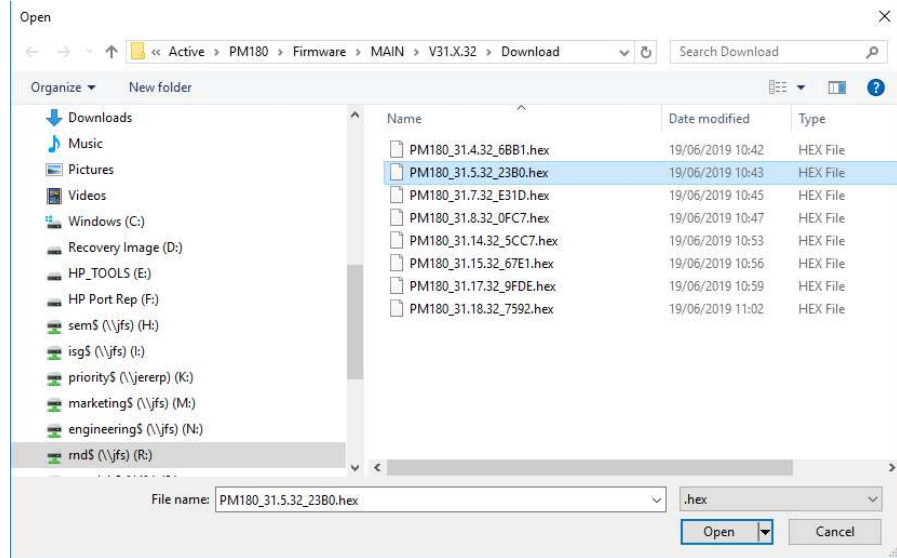 Open
« Active > PM180 > Firmware > MAIN > V31.X.32 > Download
Search Download
Organize
New folder
Downloads
Music
Pictures
Videos
Windows (C:)
Recovery Image (D:)
HP_TOOLS (E:)
HP Port Rep (F:)
sem$ (\\jfs) (H:)
isg$ (\\jfs) (I:)
priority$ (\\jererp) (K:)
marketing$ (\\jfs) (M:)
engineering$ (\\jfs) (N:)
rnd$ (\\jfs) (R:)
Name Date modified Type
PM180_31.4.32_6BB1.hex 19/06/2019 10:42 HEX File
PM180_31.5.32_23B0.hex 19/06/2019 10:43 HEX File
PM180_31.7.32_E31D.hex 19/06/2019 10:45 HEX File
PM180_31.8.32_0FC7.hex 19/06/2019 10:47 HEX File
PM180_31.14.32_5CC7.hex 19/06/2019 10:53 HEX File
PM180_31.15.32_67E1.hex 19/06/2019 10:56 HEX File
PM180_31.17.32_9FDE.hex 19/06/2019 10:59 HEX File
PM180_31.18.32_7592.hex 19/06/2019 11:02 HEX File
File name: PM180_31.5.32_23B0.hex
.hex
Open
Cancel